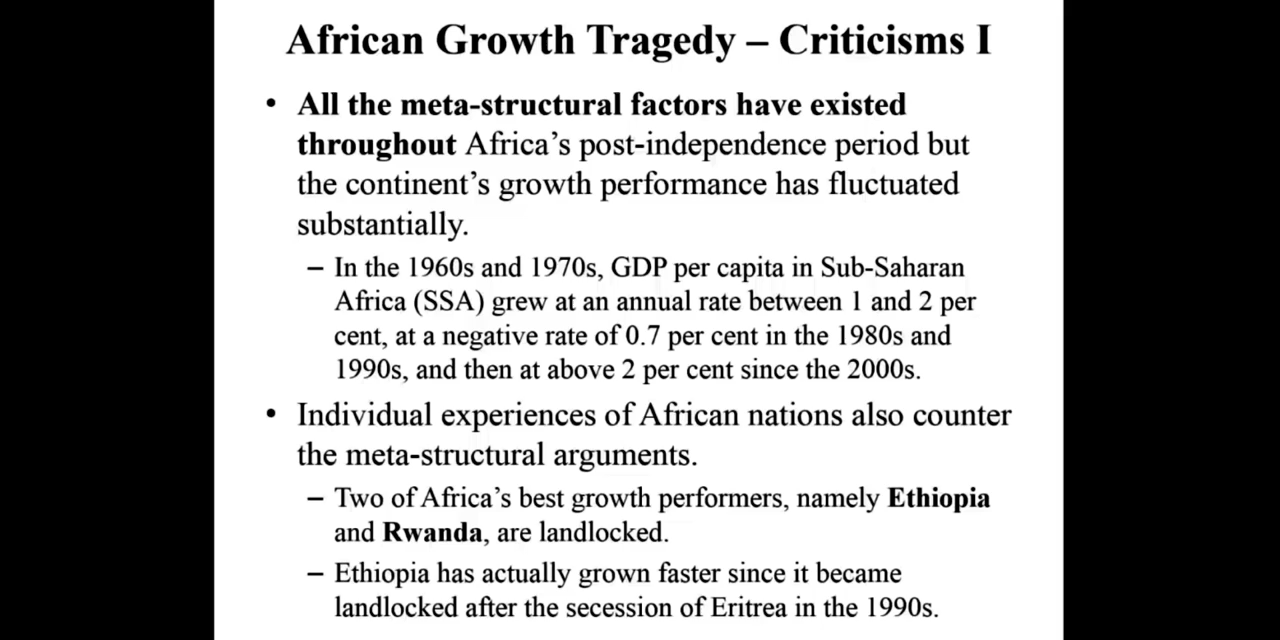 African Growth Tragedy – Criticisms I
• All the meta-structural factors have existed
throughout Africa's post-independence period but
the continent's growth performance has fluctuated
substantially.
– In the 1960s and 1970s, GDP per capita in Sub-Saharan
Africa (SSA) grew at an annual rate between 1 and 2 per
cent, at a negative rate of 0.7 per cent in the 1980s and
1990s, and then at above 2 per cent since the 2000s.
• Individual experiences of African nations also counter
the meta-structural arguments.
– Two of Africa's best growth performers, namely Ethiopia
and Rwanda, are landlocked.
– Ethiopia has actually grown faster since it became
landlocked after the secession of Eritrea in the 1990s.